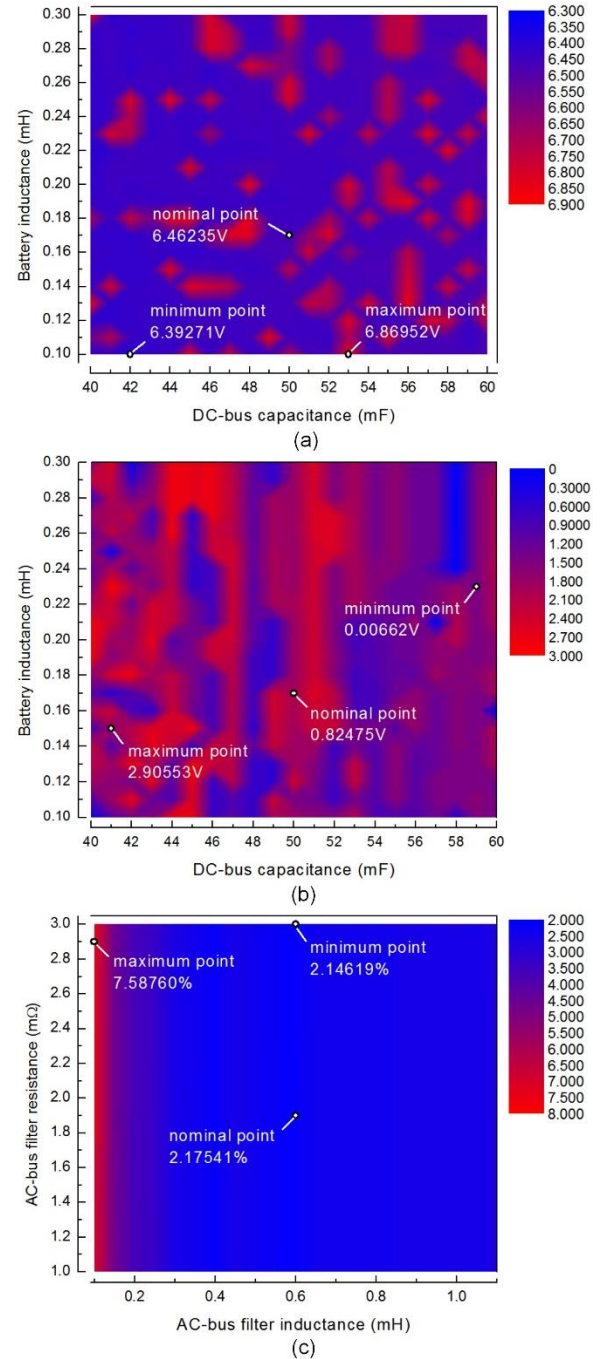 0.30
0.28
0.26
0.24
0.22
0.20
0.18
0.16
0.14
0.12
0.10
Battery inductance (mH)
nominal point
6.46235V
minimum point
6.39271V
maximum point
6.86952V
40 42 44 46 48 50 52 54 56 58 60
DC-bus capacitance (mF)
6.300
6.350
6.400
6.450
6.500
6.550
6.600
6.650
6.700
6.750
6.800
6.850
6.900
(a)
0.30
0.28
0.26
0.24
0.22
0.20
0.18
0.16
0.14
0.12
0.10
Battery inductance (mH)
minimum point
0.00662V
nominal point
0.82475V
maximum point
2.90553V
40 42 44 46 48 50 52 54 56 58 60
DC-bus capacitance (mF)
0
0.3000
0.6000
0.9000
1.200
1.500
1.800
2.100
2.400
2.700
3.000
(b)
3.0
2.8
2.6
2.4
2.2
2.0
1.8
1.6
1.4
1.2
1.0
AC-bus filter resistance (mΩ)
maximum point
7.58760%
minimum point
2.14619%
nominal point
2.17541%
0.2 0.4 0.6 0.8 1.0
AC-bus filter inductance (mH)
2.000
2.500
3.000
3.500
4.000
4.500
5.000
5.500
6.000
6.500
7.000
7.500
8.000
(c)